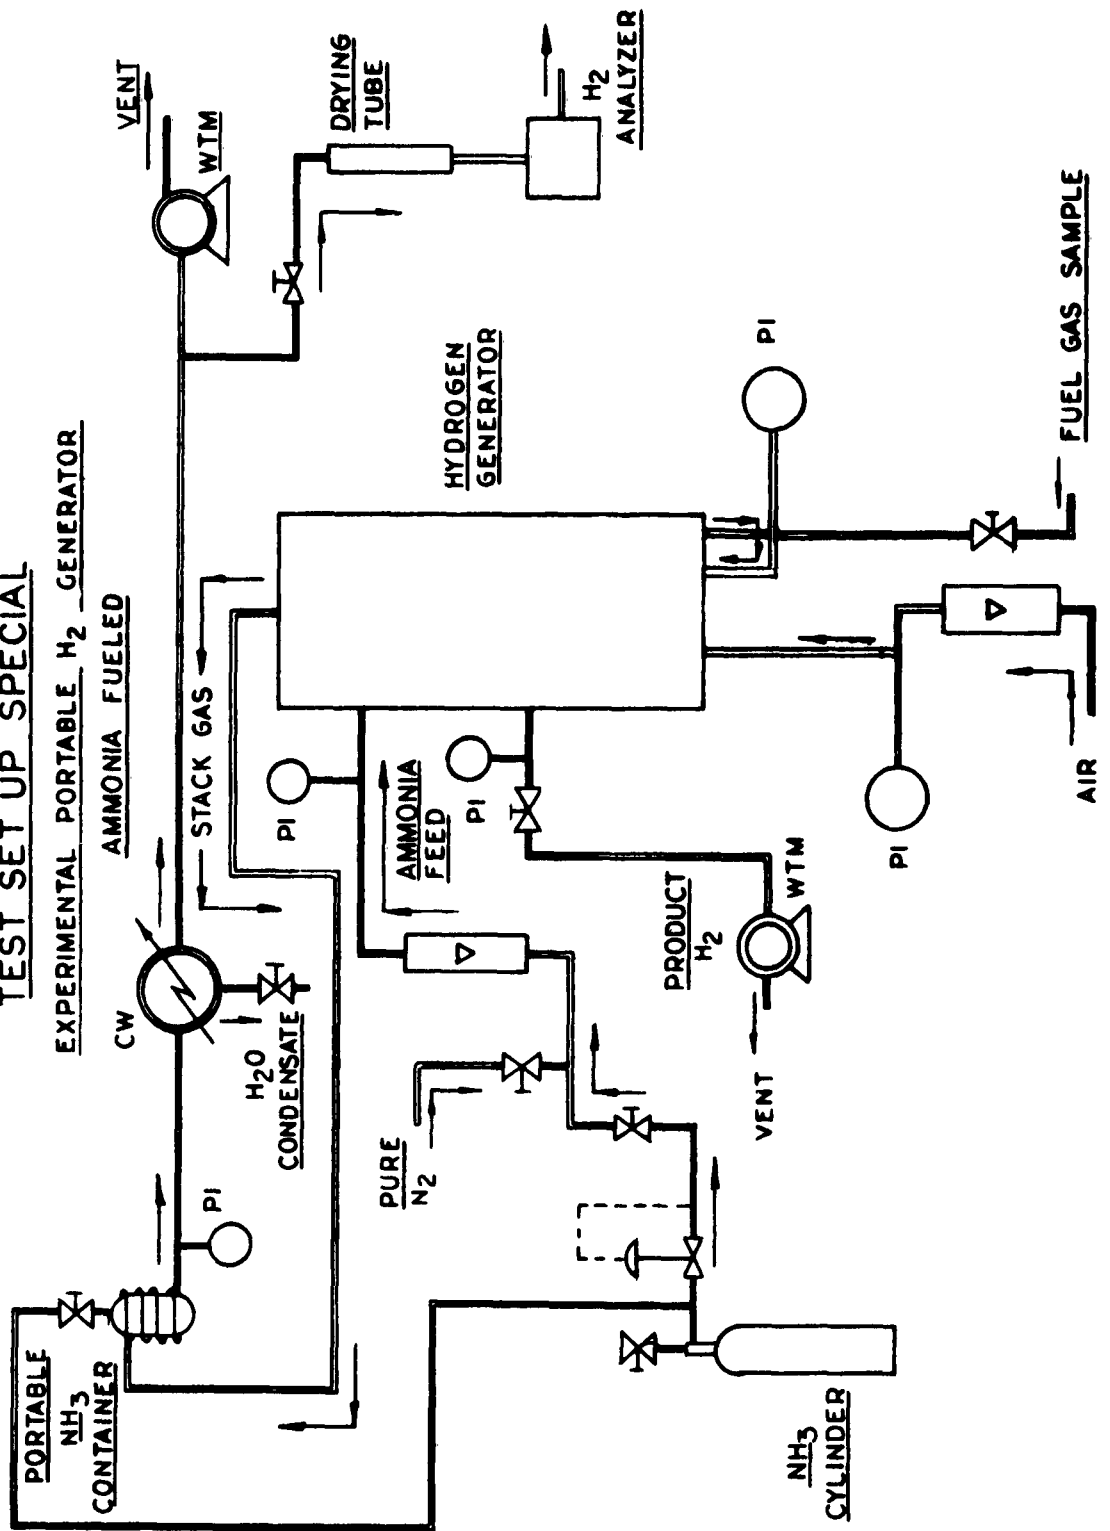 TEST SET UP SPECIAL
EXPERIMENTAL PORTABLE H2 GENERATOR
AMMONIA FUELED
PORTABLE
NH3
CONTAINER
PI
CW
H2O
CONDENSATE
STACK GAS
VENT
WTM
DRYING
TUBE
H2
ANALYZER
PI
AMMONIA
FEED
PI
HYDROGEN
GENERATOR
PI
PURE
N2
PRODUCT
H2
WTM
VENT
PI
AIR
FUEL GAS SAMPLE
NH3
CYLINDER